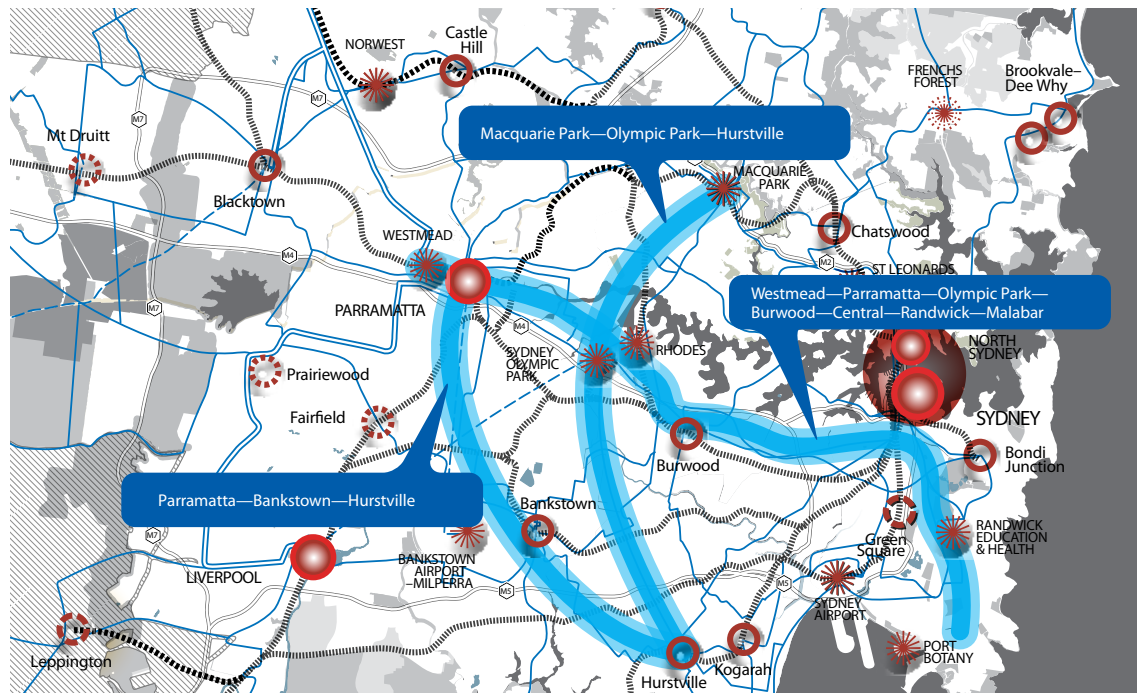 Castle
Hill
NORWEST
FRENCHS
FOREST
Brookvale–
Dee Why
M7
M7
Mt Druitt
Macquarie Park—Olympic Park—Hurstville
MACQUARIE
PARK
Blacktown
Chatswood
WESTMEAD
M4
M2
ST LEONARDS
Westmead—Parramatta—Olympic Park—
Burwood—Central—Randwick—Malabar
M7
PARRAMATTA
M4
NORTH
SYDNEY
SYDNEY
OLYMPIC
PARK
RHODES
Prairiewood
Fairfield
SYDNEY
Burwood
Bondi
Junction
Parramatta—Bankstown—Hurstville
Bankstown
M7
Green
Square
RANDWICK
EDUCATION
& HEALTH
BANKSTOWN
AIRPORT
–MILPERRA
LIVERPOOL
M5
M5
SYDNEY
AIRPORT
Leppington
Hurstville
Kogarah
PORT
BOTANY